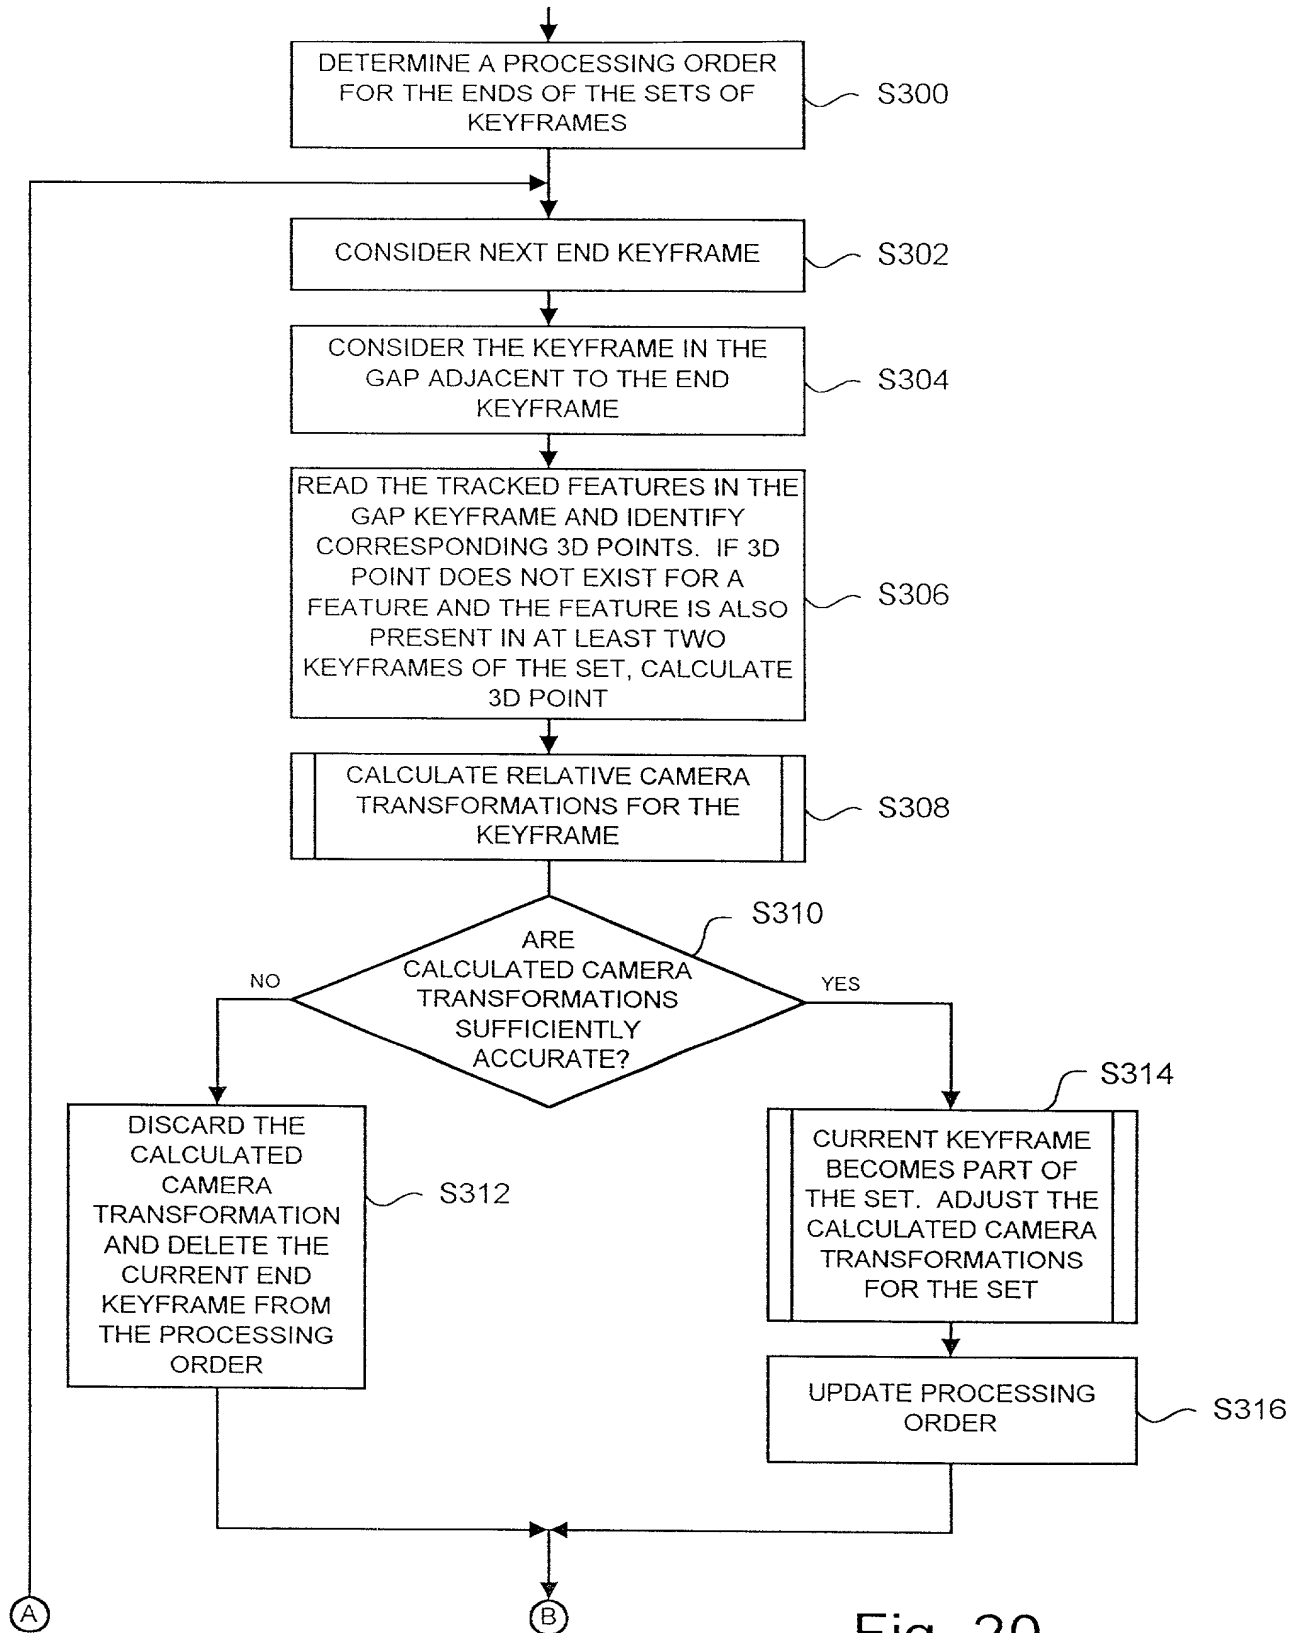 DETERMINE A PROCESSING ORDER
FOR THE ENDS OF THE SETS OF
KEYFRAMES
S300
CONSIDER NEXT END KEYFRAME
S302
CONSIDER THE KEYFRAME IN THE
GAP ADJACENT TO THE END
KEYFRAME
S304
READ THE TRACKED FEATURES IN THE
GAP KEYFRAME AND IDENTIFY
CORRESPONDING 3D POINTS. IF 3D
POINT DOES NOT EXIST FOR A
FEATURE AND THE FEATURE IS ALSO
PRESENT IN AT LEAST TWO
KEYFRAMES OF THE SET, CALCULATE
3D POINT
S306
CALCULATE RELATIVE CAMERA
TRANSFORMATIONS FOR THE
KEYFRAME
S308
S310
ARE
CALCULATED CAMERA
TRANSFORMATIONS
SUFFICIENTLY
ACCURATE?
NO
YES
DISCARD THE
CALCULATED
CAMERA
TRANSFORMATION
AND DELETE THE
CURRENT END
KEYFRAME FROM
THE PROCESSING
ORDER
S312
S314
CURRENT KEYFRAME
BECOMES PART OF
THE SET. ADJUST THE
CALCULATED CAMERA
TRANSFORMATIONS
FOR THE SET
UPDATE PROCESSING
ORDER
S316
A
B
Fig. 20